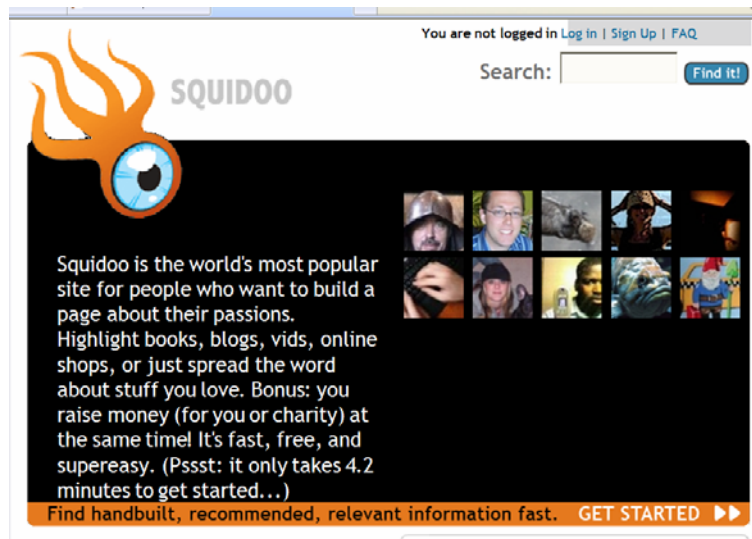 You are not logged in Log in | Sign Up | FAQ
SQUIDOO
Search:
Find it!
Squidoo is the world's most popular
site for people who want to build a
page about their passions.
Highlight books, blogs, vids, online
shops, or just spread the word
about stuff you love. Bonus: you
raise money (for you or charity) at
the same time! It's fast, free, and
supereasy. (Pssst: it only takes 4.2
minutes to get started...)
Find handbuilt, recommended, relevant information fast. GET STARTED